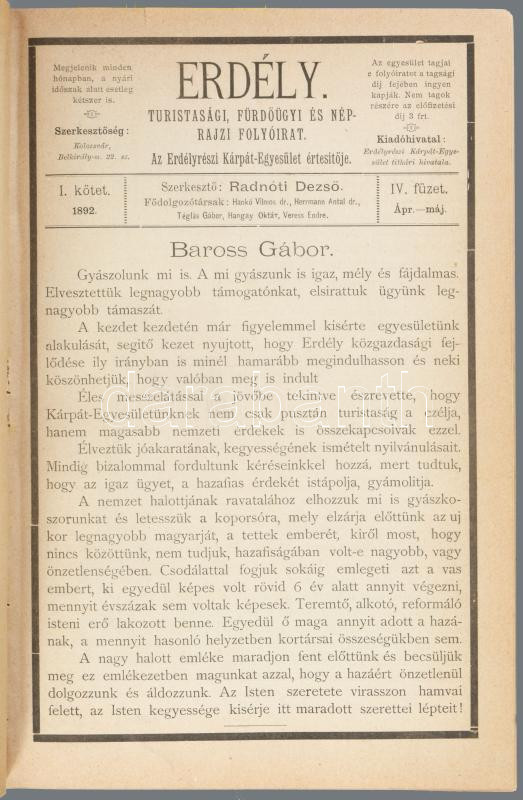 Megjelenik minden
hónapban, a nyári
időszak alatt esetleg
kétszer is.
Szerkesztőség :
Kolozsvár,
Belkirály-u. 22. sz.
ERDÉLY.
TURISTASÁGI, FÜRDŐÜGYI ÉS NÉP-
RAJZI FOLYÓIRAT.
Az Erdélyrészi Kárpát-Egyesület értesitője.
Az egyesület tagjai
e folyóiratot a tagsági
díj fejében ingyen
kapják. Nem tagok
részére az előfizetési
díj 3 frt.
Kiadóhivatal :
Erdélyrészi Kárpát-Egye-
sület titkári hivatala.
I. kötet.
1892.
Szerkesztő: Radnóti Dezső.
Fődolgozótársak: Hankó Vilmos dr., Herrmann Antal dr.,
Téglás Gábor, Hangay Oktáv, Veress Endre.
IV. füzet.
Ápr.—máj.
Baross Gábor.
Gyászolunk mi is. A mi gyászunk is igaz, mély és fájdalmas.
Elvesztettük legnagyobb támogatónkat, elsirattuk ügyünk leg-
nagyobb támaszát.
A kezdet kezdetén már figyelemmel kisérte egyesületünk
alakulását, segitő kezet nyujtott, hogy Erdély közgazdasági fej-
lődése ily irányban is minél hamarább megindulhasson és neki
köszönhetjük, hogy valóban meg is indult
Éles messzelátással a jövőbe tekintve észrevette, hogy
Kárpát-Egyesületünknek nem csak pusztán turistaság a czélja,
hanem magasabb nemzeti érdekek is összekapcsolvák ezzel.
Élveztük jóakaratának, kegyességének ismételt nyilvánulásait.
Mindig bizalommal fordultunk kéréseinkkel hozzá, mert tudtuk,
hogy az igaz ügyet, a hazafias érdekét istápolja, gyámolitja.
A nemzet halottjának ravatalához elhozzuk mi is gyászko-
szorunkat és letesszük a koporsóra, mely elzárja előttünk az uj
kor legnagyobb magyarját, a tettek emberét, kiről most, hogy
nincs közöttünk, nem tudjuk, hazafiságában volt-e nagyobb, vagy
önzetlenségében. Csodálattal fogjuk sokáig emlegeti azt a vas
embert, ki egyedül képes volt rövid 6 év alatt annyit végezni,
mennyit évszázak sem voltak képesek. Teremtő, alkotó, reformáló
isteni erő lakozott benne. Egyedül ő maga annyit adott a hazá-
nak, a mennyit hasonló helyzetben kortársai összeségükben sem.
A nagy halott emléke maradjon fent előttünk és becsüljük
meg ez emlékezetben magunkat azzal, hogy a hazáért önzetlenül
dolgozzunk és áldozzunk. Az Isten szeretete virasszon hamvai
felett, az Isten kegyessége kisérje itt maradott szerettei lépteit!
darabanth